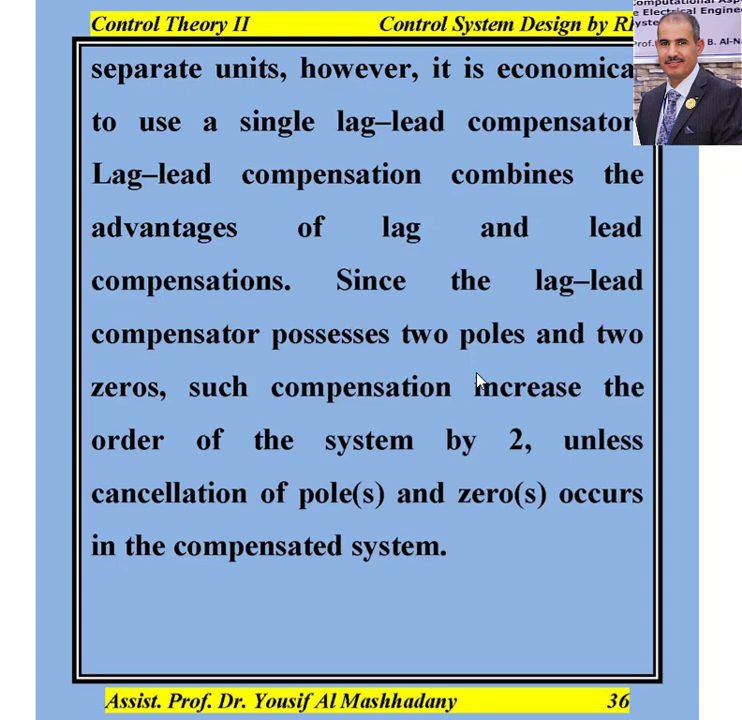 Control Theory II Control System Design by
separate units, however, it is economica
to use a single lag–lead compensator
Lag–lead compensation combines the
advantages of lag and lead
compensations. Since the lag–lead
compensator possesses two poles and two
zeros, such compensation increase the
order of the system by 2, unless
cancellation of pole(s) and zero(s) occurs
in the compensated system.
Assist. Prof. Dr. Yousif Al Mashhadany 36
e Electrical Engine
B. Al-N